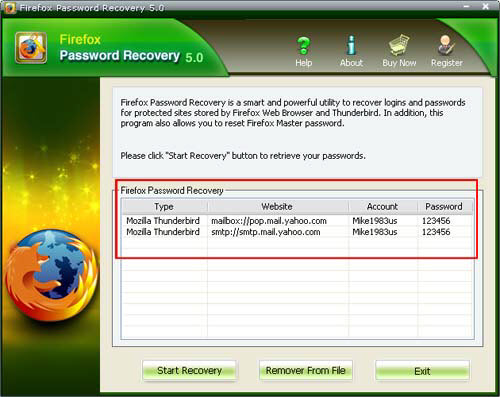 Firefox Password Recovery 5.0
Firefox
Password Recovery 5.0
Help
About
Buy Now
Register
Firefox Password Recovery is a smart and powerful utility to recover logins and passwords
for protected sites stored by Firefox Web Browser and Thunderbird. In addition, this
program also allows you to reset Firefox Master password.
Please click "Start Recovery" button to retrieve your passwords.
Firefox Password Recovery
Type Website Account Password
Mozilla Thunderbird mailbox://pop.mail.yahoo.com Mike1983us 123456
Mozilla Thunderbird smtp://smtp.mail.yahoo.com Mike1983us 123456
Start Recovery
Remover From File
Exit